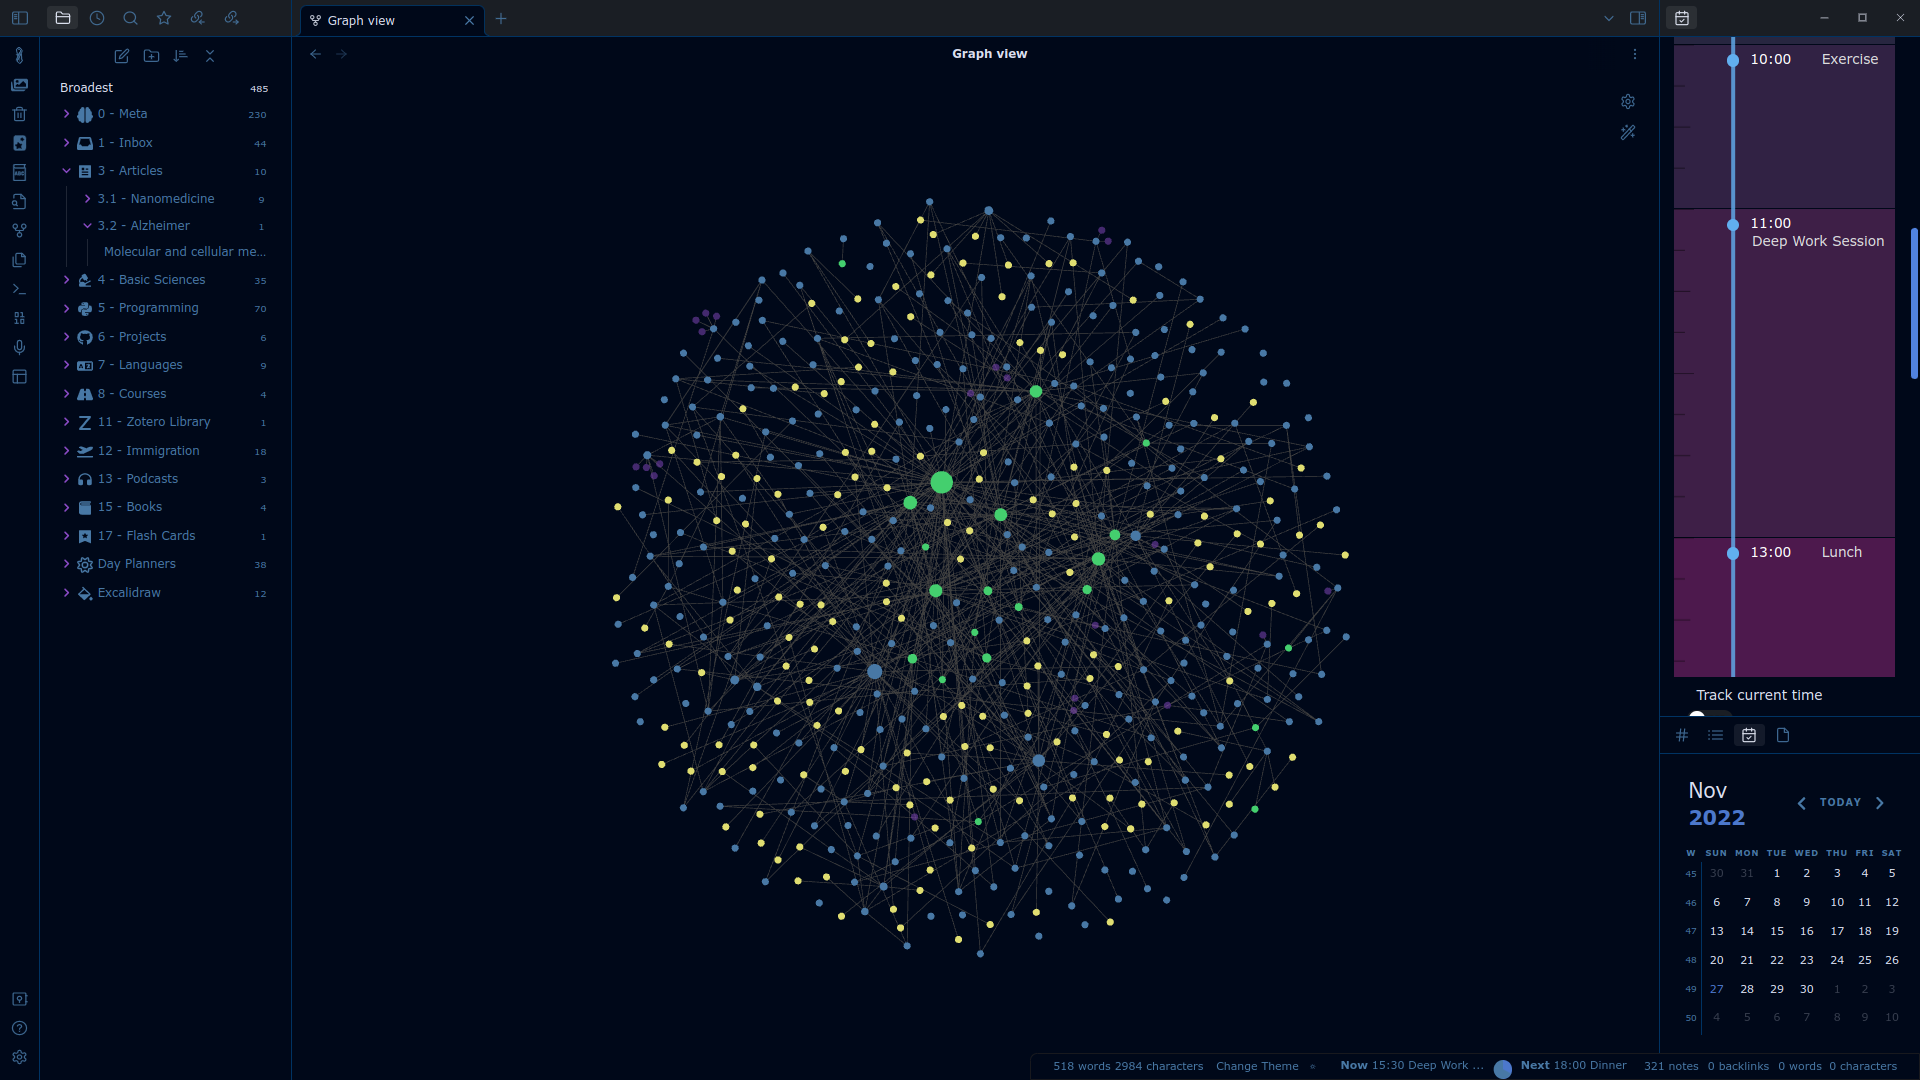 Graph view
Graph view
Broadest 485
0 - Meta 230
1 - Inbox 44
3 - Articles 10
3.1 - Nanomedicine 9
3.2 - Alzheimer 1
Molecular and cellular me...
4 - Basic Sciences 35
5 - Programming 70
6 - Projects 6
7 - Languages 9
8 - Courses 4
11 - Zotero Library 1
12 - Immigration 18
13 - Podcasts 3
15 - Books 4
17 - Flash Cards 1
Day Planners 38
Excalidraw 12
10:00 Exercise
11:00
Deep Work Session
13:00 Lunch
Track current time
Nov
2022
TODAY
W SUN MON TUE WED THU FRI SAT
45 30 31 1 2 3 4 5
46 6 7 8 9 10 11 12
47 13 14 15 16 17 18 19
48 20 21 22 23 24 25 26
49 27 28 29 30 1 2 3
50 4 5 6 7 8 9 10
518 words 2984 characters Change Theme Now 15:30 Deep Work ... Next 18:00 Dinner 321 notes 0 backlinks 0 words 0 characters